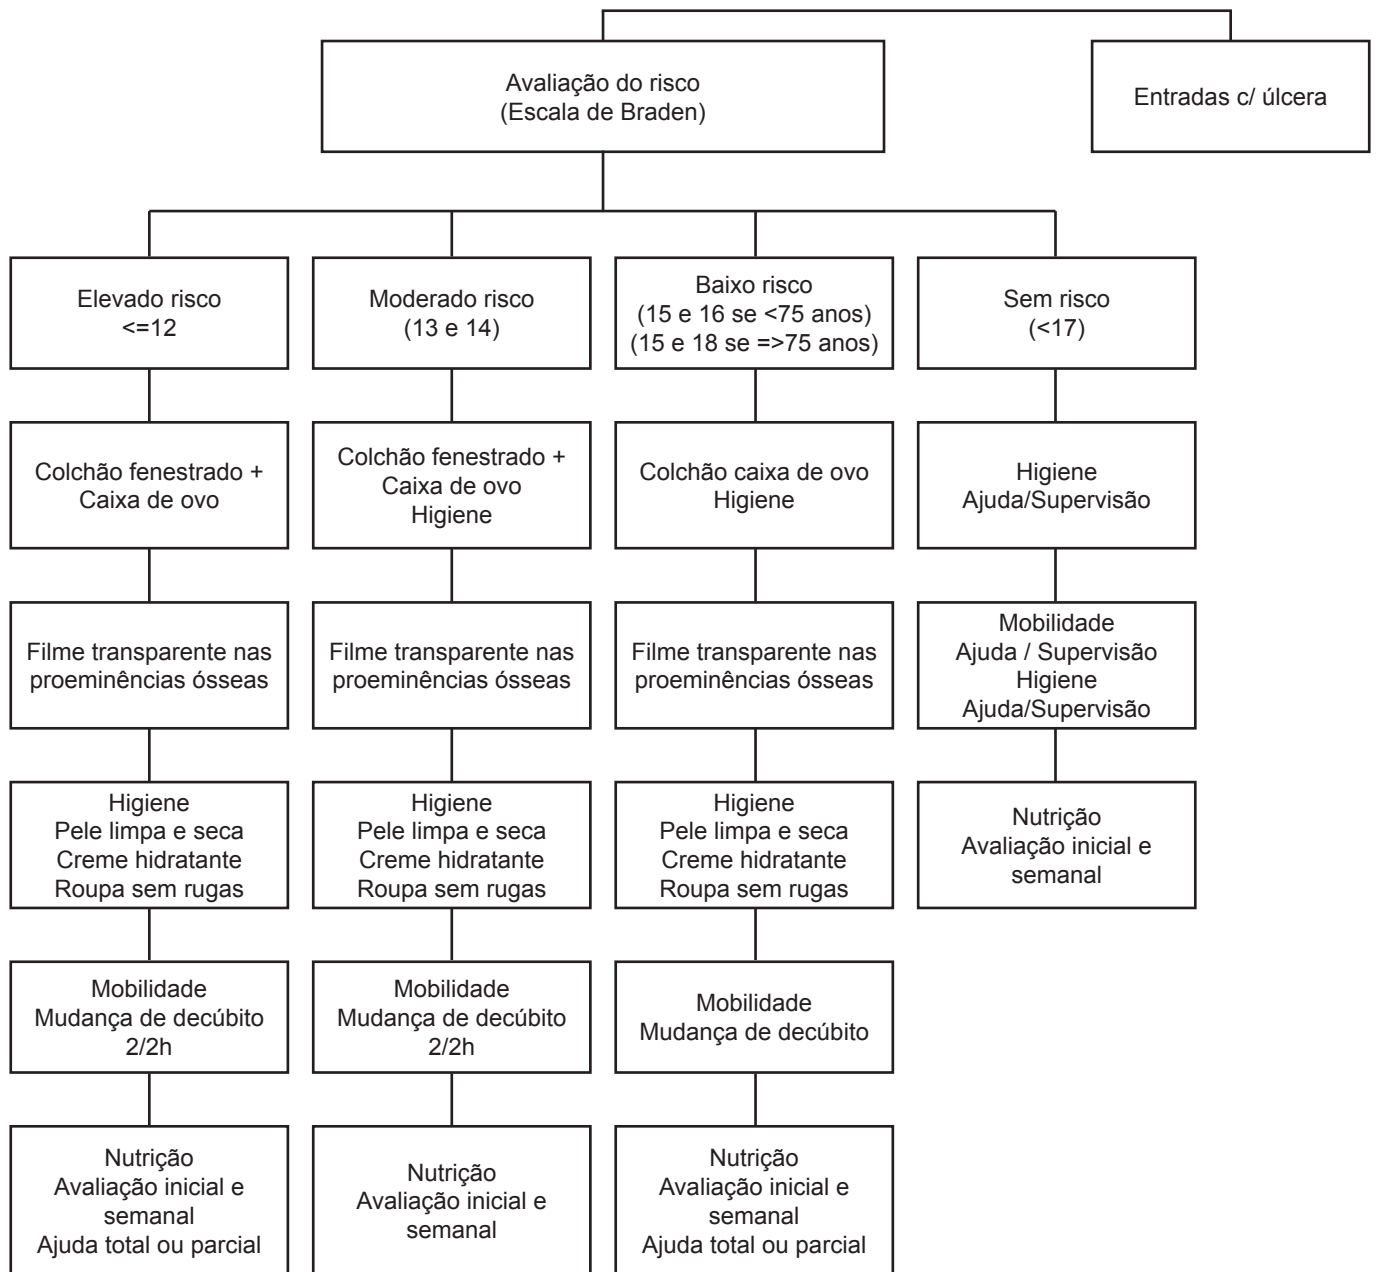 Avaliação do risco
(Escala de Braden)
Entradas c/ úlcera
Elevado risco
<=12
Moderado risco
(13 e 14)
Baixo risco
(15 e 16 se <75 anos)
(15 e 18 se =>75 anos)
Sem risco
(<17)
Colchão fenestrado +
Caixa de ovo
Colchão fenestrado +
Caixa de ovo
Higiene
Colchão caixa de ovo
Higiene
Higiene
Ajuda/Supervisão
Filme transparente nas
proeminências ósseas
Filme transparente nas
proeminências ósseas
Filme transparente nas
proeminências ósseas
Mobilidade
Ajuda / Supervisão
Higiene
Ajuda/Supervisão
Higiene
Pele limpa e seca
Creme hidratante
Roupa sem rugas
Higiene
Pele limpa e seca
Creme hidratante
Roupa sem rugas
Higiene
Pele limpa e seca
Creme hidratante
Roupa sem rugas
Nutrição
Avaliação inicial e
semanal
Mobilidade
Mudança de decúbito
2/2h
Mobilidade
Mudança de decúbito
2/2h
Mobilidade
Mudança de decúbito
Nutrição
Avaliação inicial e
semanal
Ajuda total ou parcial
Nutrição
Avaliação inicial e
semanal
Nutrição
Avaliação inicial e
semanal
Ajuda total ou parcial